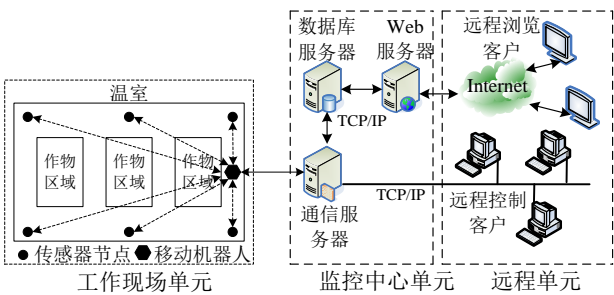 数据库
服务器
Web
服务器
远程浏览
客户
温室
Internet
TCP/IP
作物
区域
作物
区域
作物
区域
通信服
务器
TCP/IP
远程控制
客户
传感器节点
移动机器人
工作现场单元
监控中心单元
远程单元